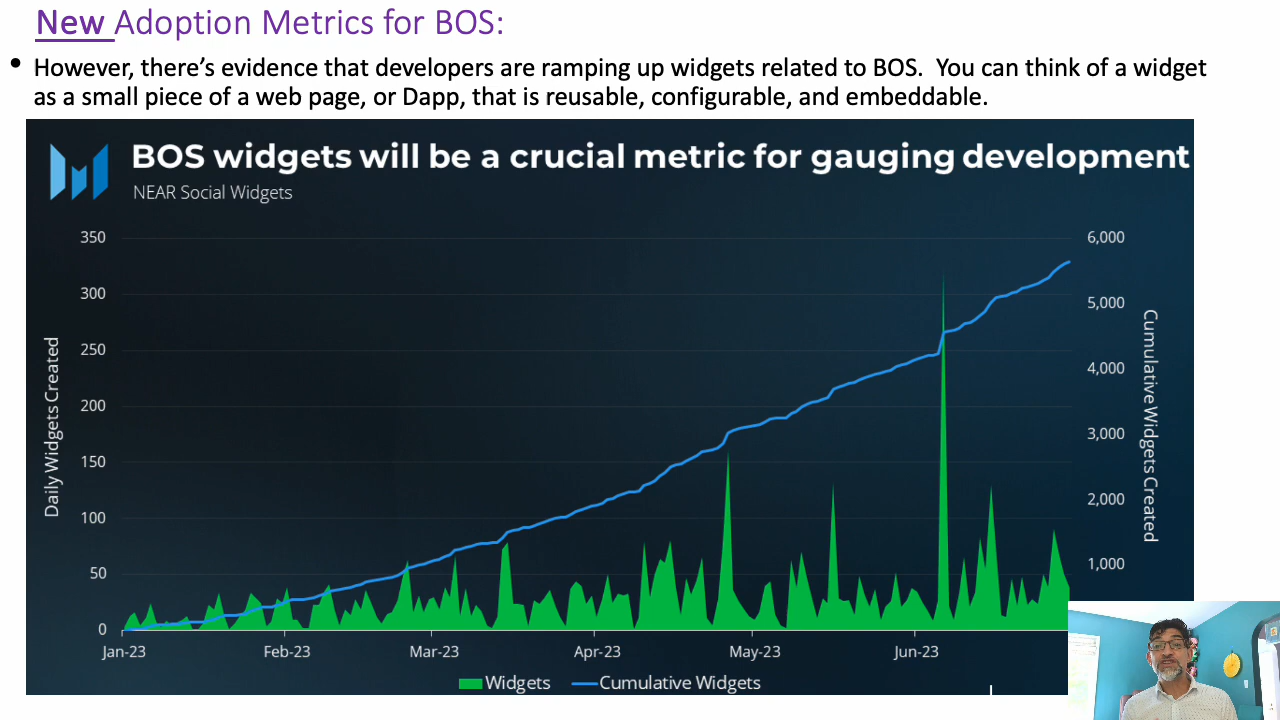 New Adoption Metrics for BOS:
• However, there’s evidence that developers are ramping up widgets related to BOS.  You can think of a widget
as a small piece of a web page, or Dapp, that is reusable, configurable, and embeddable.
BOS widgets will be a crucial metric for gauging development
NEAR Social Widgets
350
300
250
200
150
100
50
0
Daily Widgets Created
6,000
5,000
4,000
3,000
2,000
1,000
Cumulative Widgets Created
Jan-23 Feb-23 Mar-23 Apr-23 May-23 Jun-23
Widgets Cumulative Widgets